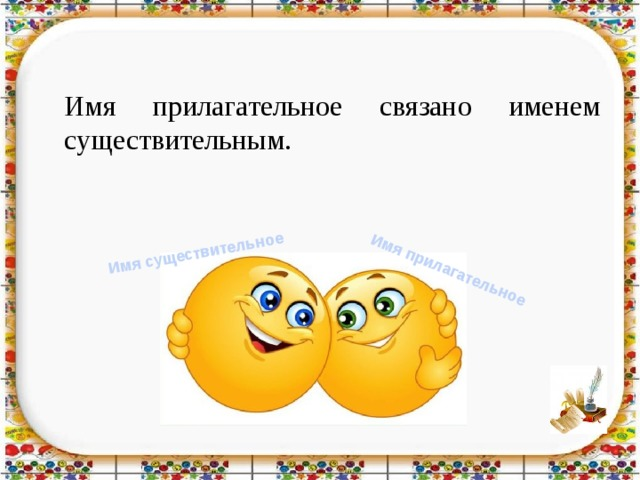 Имя прилагательное связано именем
существительным.
Имя существительное
Имя прилагательное